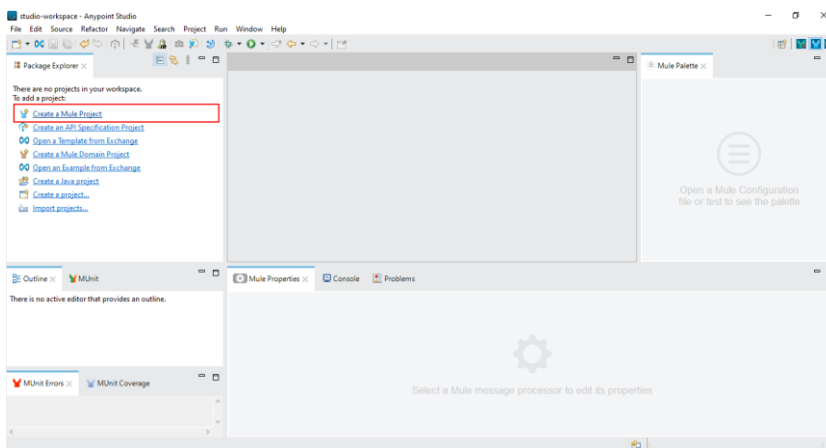 studio-workspace - Anypoint Studio
File Edit Source Refactor Navigate Search Project Run Window Help
Package Explorer
There are no projects in your workspace.
To add a project:
Create a Mule Project
Create an API Specification Project
Open a Template from Exchange
Create a Mule Domain Project
Open an Example from Exchange
Create a Java project
Create a project...
Import projects...
Mule Palette
Open a Mule Configuration
file or test to see the palette
Outline MUnit
There is no active editor that provides an outline.
MUnit Errors MUnit Coverage
Mule Properties Console Problems
Select a Mule message processor to edit its properties